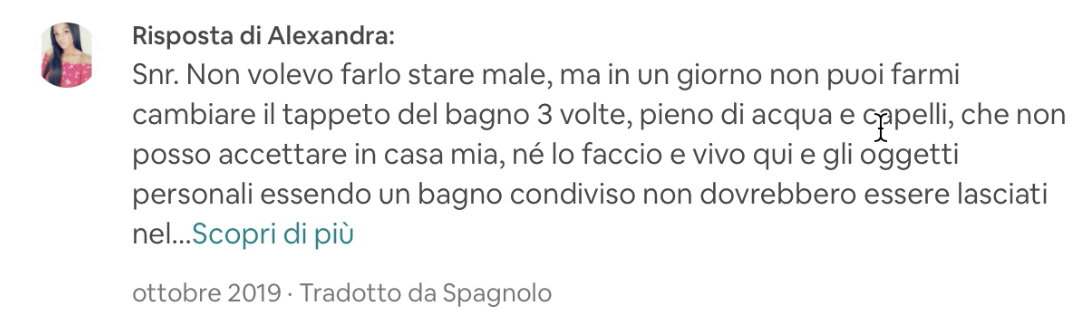 Risposta di Alexandra:
Snr. Non volevo farlo stare male, ma in un giorno non puoi farmi
cambiare il tappeto del bagno 3 volte, pieno di acqua e capelli, che non
posso accettare in casa mia, né lo faccio e vivo qui e gli oggetti
personali essendo un bagno condiviso non dovrebbero essere lasciati
nel...Scopri di più
ottobre 2019 · Tradotto da Spagnolo